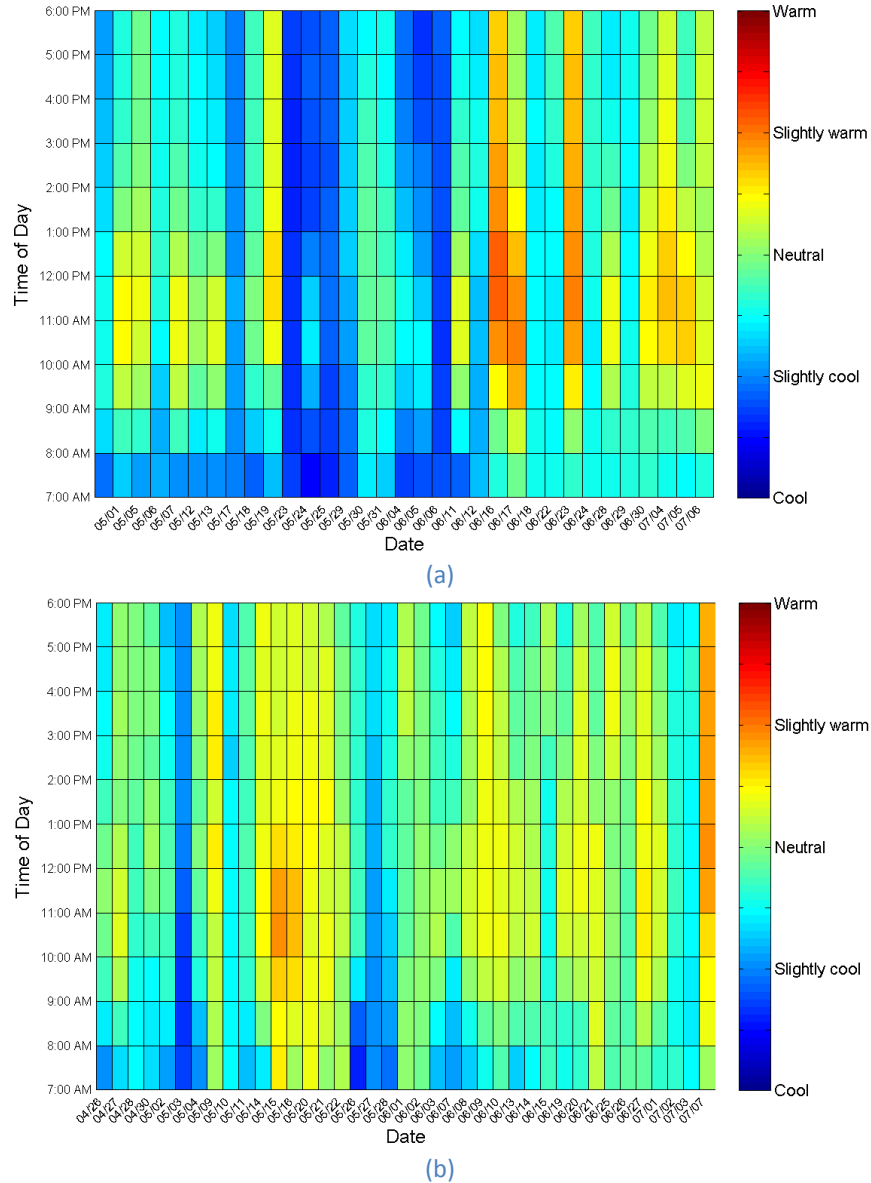 6:00 PM
5:00 PM
4:00 PM
3:00 PM
2:00 PM
1:00 PM
12:00 PM
11:00 AM
10:00 AM
9:00 AM
8:00 AM
7:00 AM
Time of Day
05/01 05/05 05/06 05/07 05/12 05/13 05/17 05/18 05/19 05/23 05/24 05/25 05/29 05/30 05/31 06/04 06/05 06/06 06/11 06/12 06/16 06/17 06/18 06/22 06/23 06/24 06/28 06/29 06/30 07/04 07/05 07/06
Date
Warm
Slightly warm
Neutral
Slightly cool
Cool
(a)
6:00 PM
5:00 PM
4:00 PM
3:00 PM
2:00 PM
1:00 PM
12:00 PM
11:00 AM
10:00 AM
9:00 AM
8:00 AM
7:00 AM
Time of Day
04/26 04/27 04/28 04/30 05/02 05/03 05/04 05/09 05/10 05/11 05/14 05/15 05/16 05/20 05/21 05/22 05/26 05/27 05/28 06/01 06/02 06/03 06/07 06/08 06/09 06/10 06/13 06/14 06/15 06/19 06/20 06/21 06/25 06/26 06/27 07/01 07/02 07/03 07/07
Date
Warm
Slightly warm
Neutral
Slightly cool
Cool
(b)